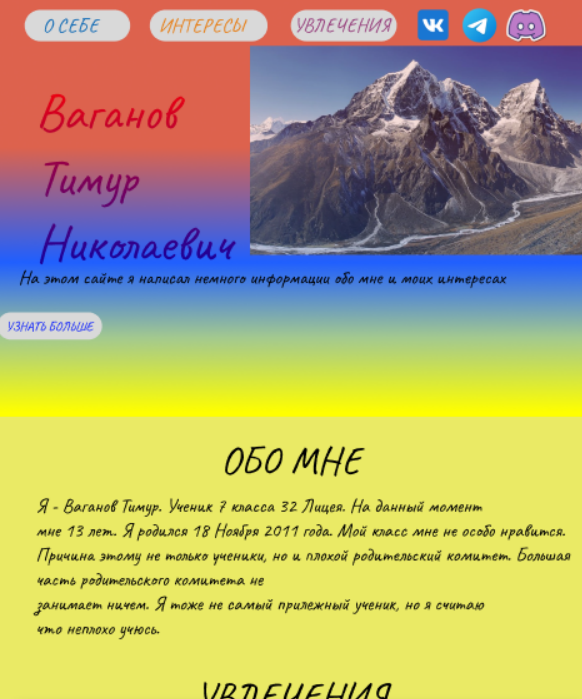 О СЕБЕ ИНТЕРЕСЫ УВЛЕЧЕНИЯ
Ваганов
Тимур
Николаевич
На этом сайте я написал немного информации обо мне и моих интересах
УЗНАТЬ БОЛЬШЕ
ОБО МНЕ
Я - Ваганов Тимур. Ученик 7 класса 32 Лицея. На данный момент
мне 13 лет. Я родился 18 Ноября 2011 года. Мой класс мне не особо нравится.
Причина этому не только ученики, но и плохой родительский комитет. Большая
часть родительского комитета не
занимает ничем. Я тоже не самый прилежный ученик, но я считаю
что неплохо учюсь.
УВЛЕЧЕНИЯ